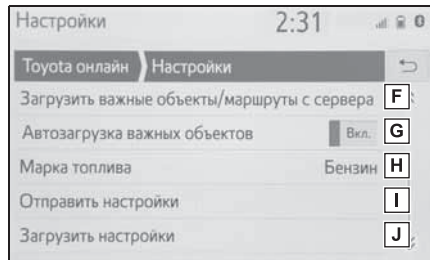 Настройки 2:31
Toyota онлайн Настройки
Загрузить важные объекты/маршруты с сервера F
Автозагрузка важных объектов Вкл. G
Марка топлива Бензин H
Отправить настройки I
Загрузить настройки J